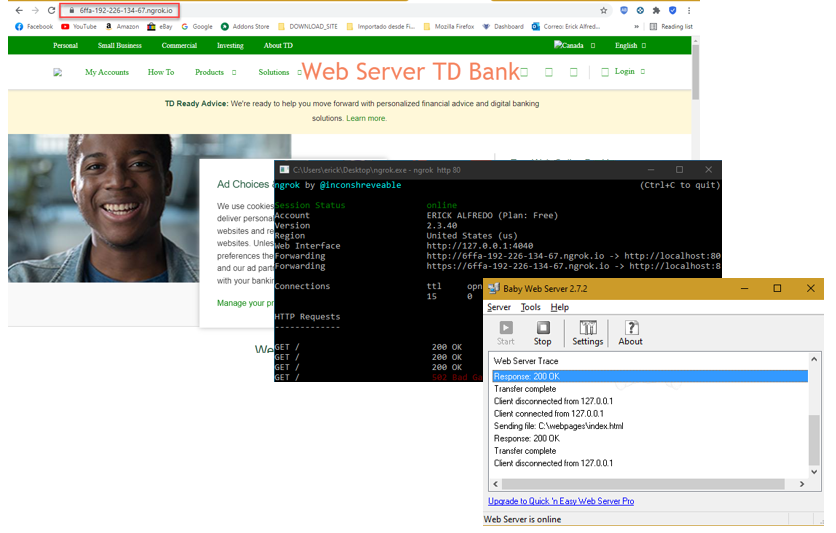 6ffa-192-226-134-67.ngrok.io
Facebook YouTube Amazon eBay Google Addons Store DOWNLOAD_SITE Importado desde Fi... Mozilla Firefox Dashboard Correo: Erick Alfred... » Reading list
Personal Small Business Commercial Investing About TD Canada English
My Accounts How To Products Solutions Web Server TD Bank Login
TD Ready Advice: We're ready to help you move forward with personalized financial advice and digital banking
solutions. Learn more.
Ad Choices
We use cookies
deliver persona
websites and re
websites. Unles
preferences the
and our ad part
with your bankin
Manage your pr
We
C:\Users\erick\Desktop\ngrok.exe - ngrok http 80
ngrok by @inconshreveable (Ctrl+C to quit)
Session Status online
Account ERICK ALFREDO (Plan: Free)
Version 2.3.40
Region United States (us)
Web Interface http://127.0.0.1:4040
Forwarding http://6ffa-192-226-134-67.ngrok.io -> http://localhost:80
Forwarding https://6ffa-192-226-134-67.ngrok.io -> http://localhost:8
Connections ttl opn
15 0
HTTP Requests
-------------
GET / 200 OK
GET / 200 OK
GET / 200 OK
GET / 502 Bad Ga
Baby Web Server 2.7.2
Server Tools Help
Start Stop Settings About
Web Server Trace
Response: 200 OK
Transfer complete
Client disconnected from 127.0.0.1
Client connected from 127.0.0.1
Sending file: C:\webpages\index.html
Response: 200 OK
Transfer complete
Client disconnected from 127.0.0.1
Upgrade to Quick 'n Easy Web Server Pro
Web Server is online